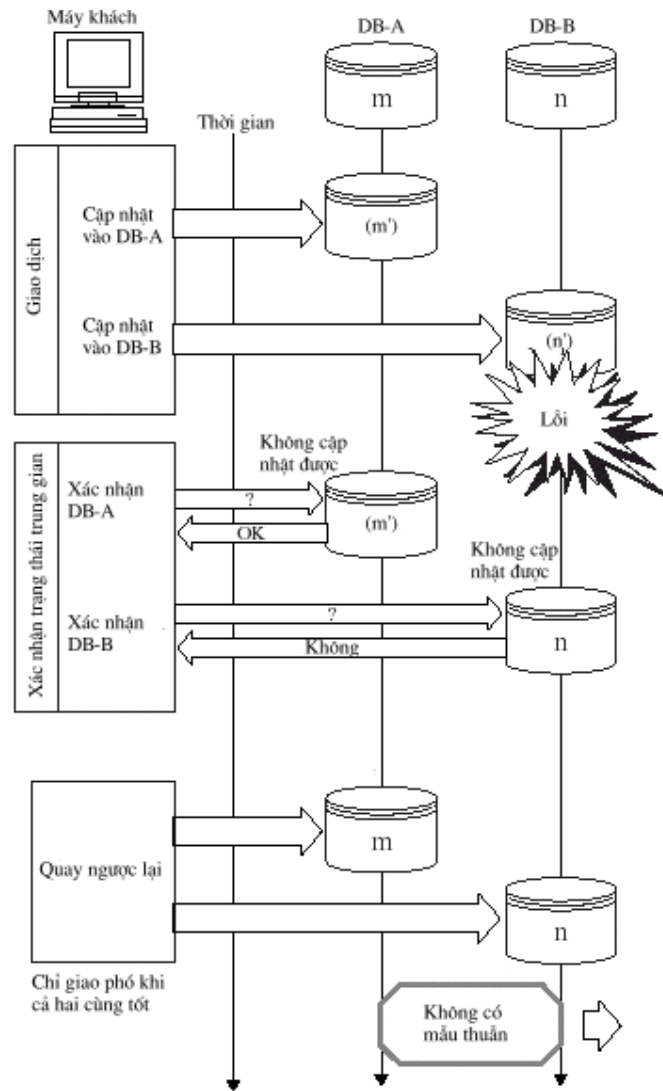 Máy khách
DB-A
DB-B
m
n
Thời gian
Giao dịch
Cập nhật
vào DB-A
(m')
Cập nhật
vào DB-B
(n')
Lỗi
Xác nhận trạng thái trung gian
Không cập
nhật được
Xác nhận
DB-A
?
OK
(m')
Không cập
nhật được
Xác nhận
DB-B
?
Không
n
Quay ngược lại
m
n
Chỉ giao phó khi
cả hai cùng tốt
Không có
mẫu thuẫn